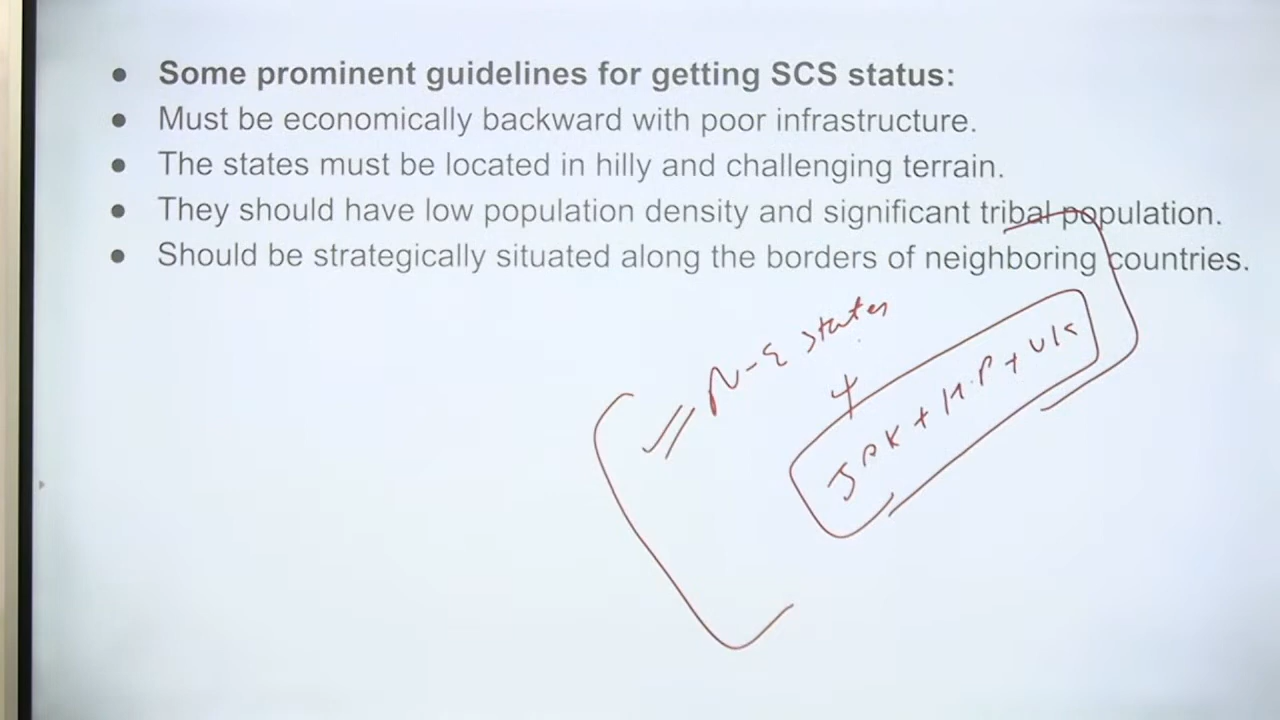 ● Some prominent guidelines for getting SCS status:
● Must be economically backward with poor infrastructure.
● The states must be located in hilly and challenging terrain.
● They should have low population density and significant tribal population.
● Should be strategically situated along the borders of neighboring countries.
N-E states
+
J&K + H.P + UK